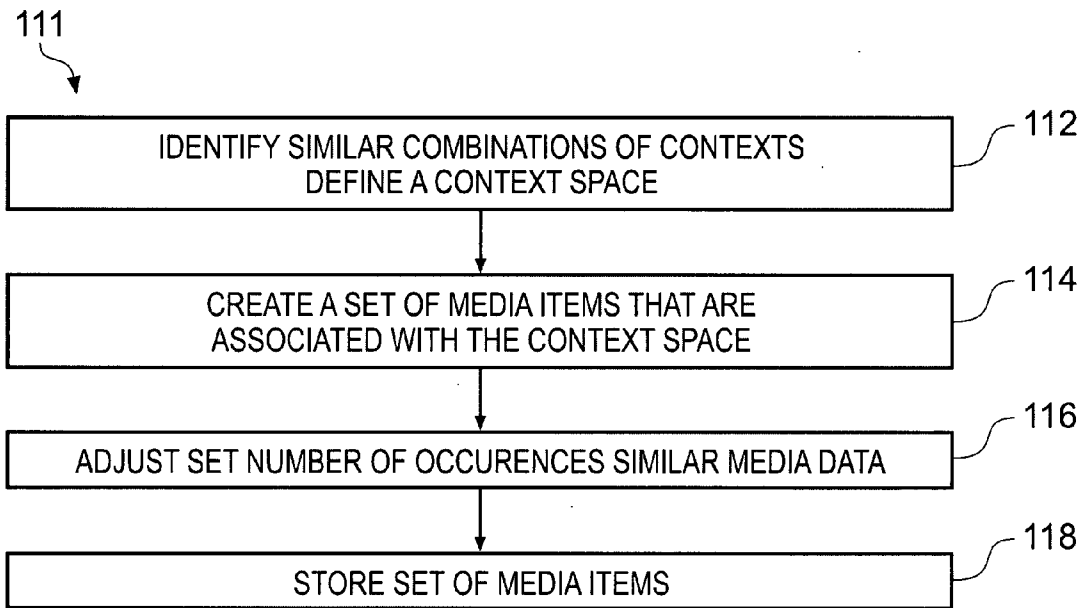 111
IDENTIFY SIMILAR COMBINATIONS OF CONTEXTS
DEFINE A CONTEXT SPACE
112
CREATE A SET OF MEDIA ITEMS THAT ARE
ASSOCIATED WITH THE CONTEXT SPACE
114
ADJUST SET NUMBER OF OCCURENCES SIMILAR MEDIA DATA
116
STORE SET OF MEDIA ITEMS
118